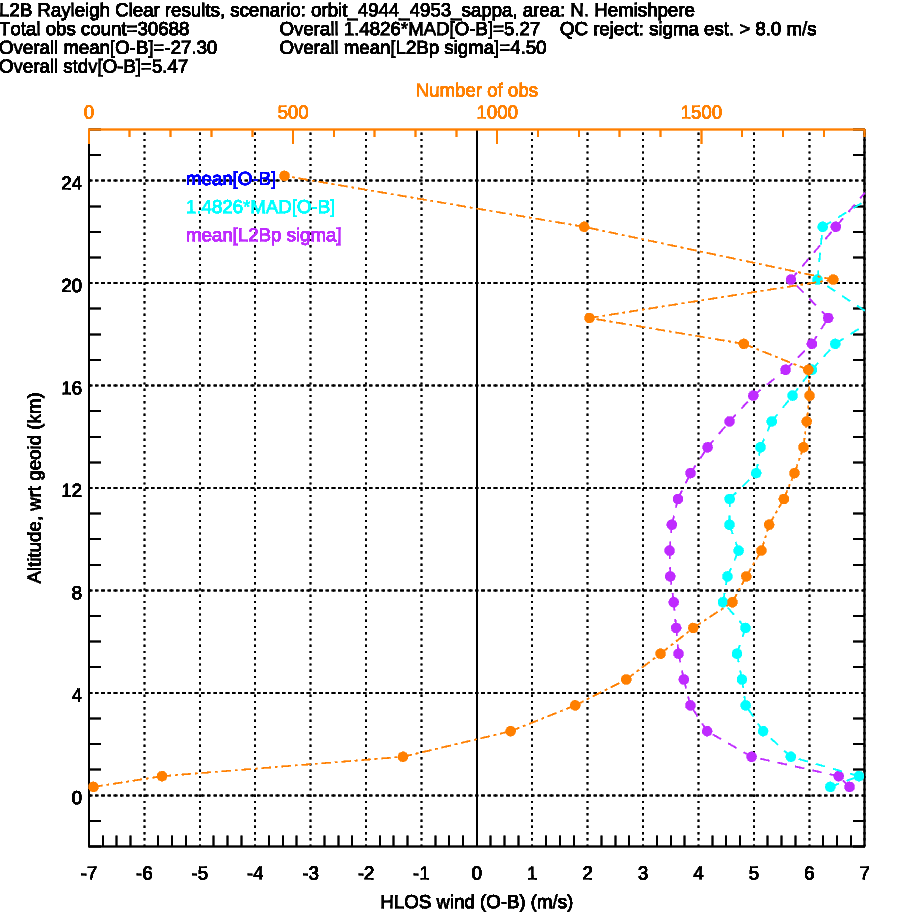 L2B Rayleigh Clear results, scenario: orbit_4944_4953_sappa, area: N. Hemishpere
Total obs count=30688 Overall 1.4826*MAD[O-B]=5.27 QC reject: sigma est. > 8.0 m/s
Overall mean[O-B]=-27.30 Overall mean[L2Bp sigma]=4.50
Overall stdv[O-B]=5.47
Number of obs
0 500 1000 1500
mean[O-B]
1.4826*MAD[O-B]
mean[L2Bp sigma]
24
20
16
12
8
4
0
Altitude, wrt geoid (km)
-7 -6 -5 -4 -3 -2 -1 0 1 2 3 4 5 6 7
HLOS wind (O-B) (m/s)